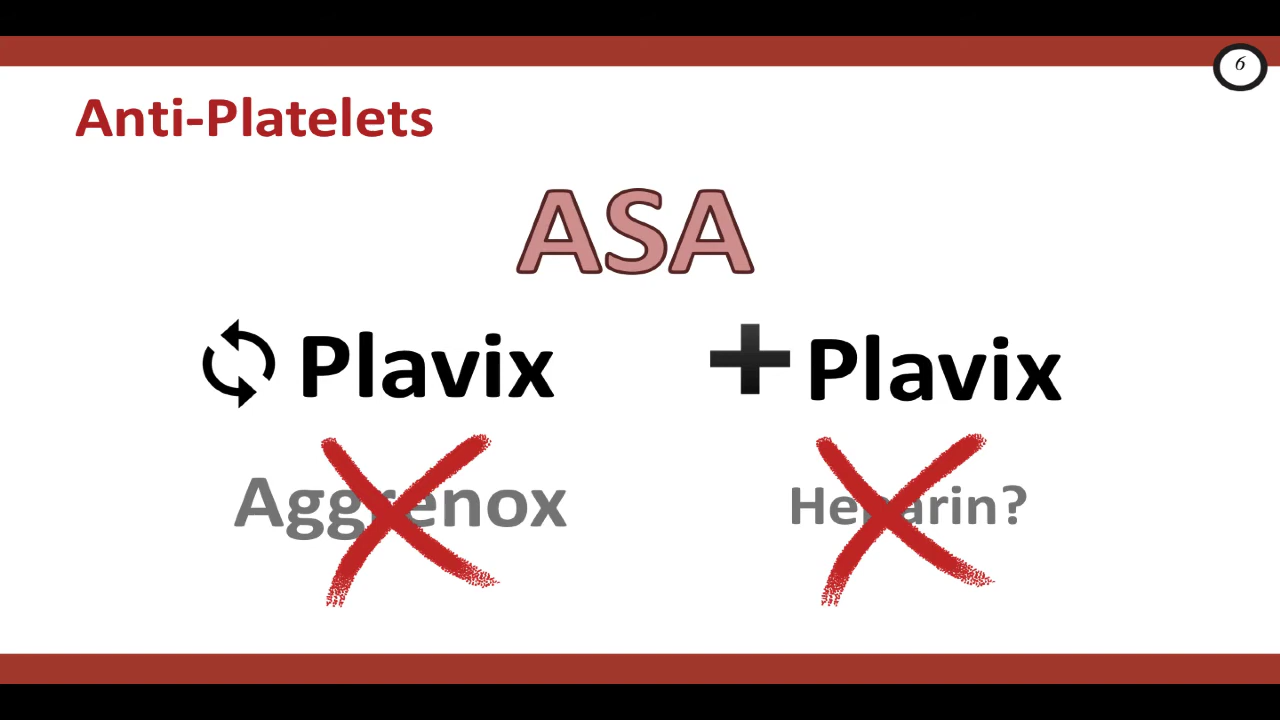 6
Anti-Platelets
ASA
Plavix
Plavix
Aggrenox
Heparin?